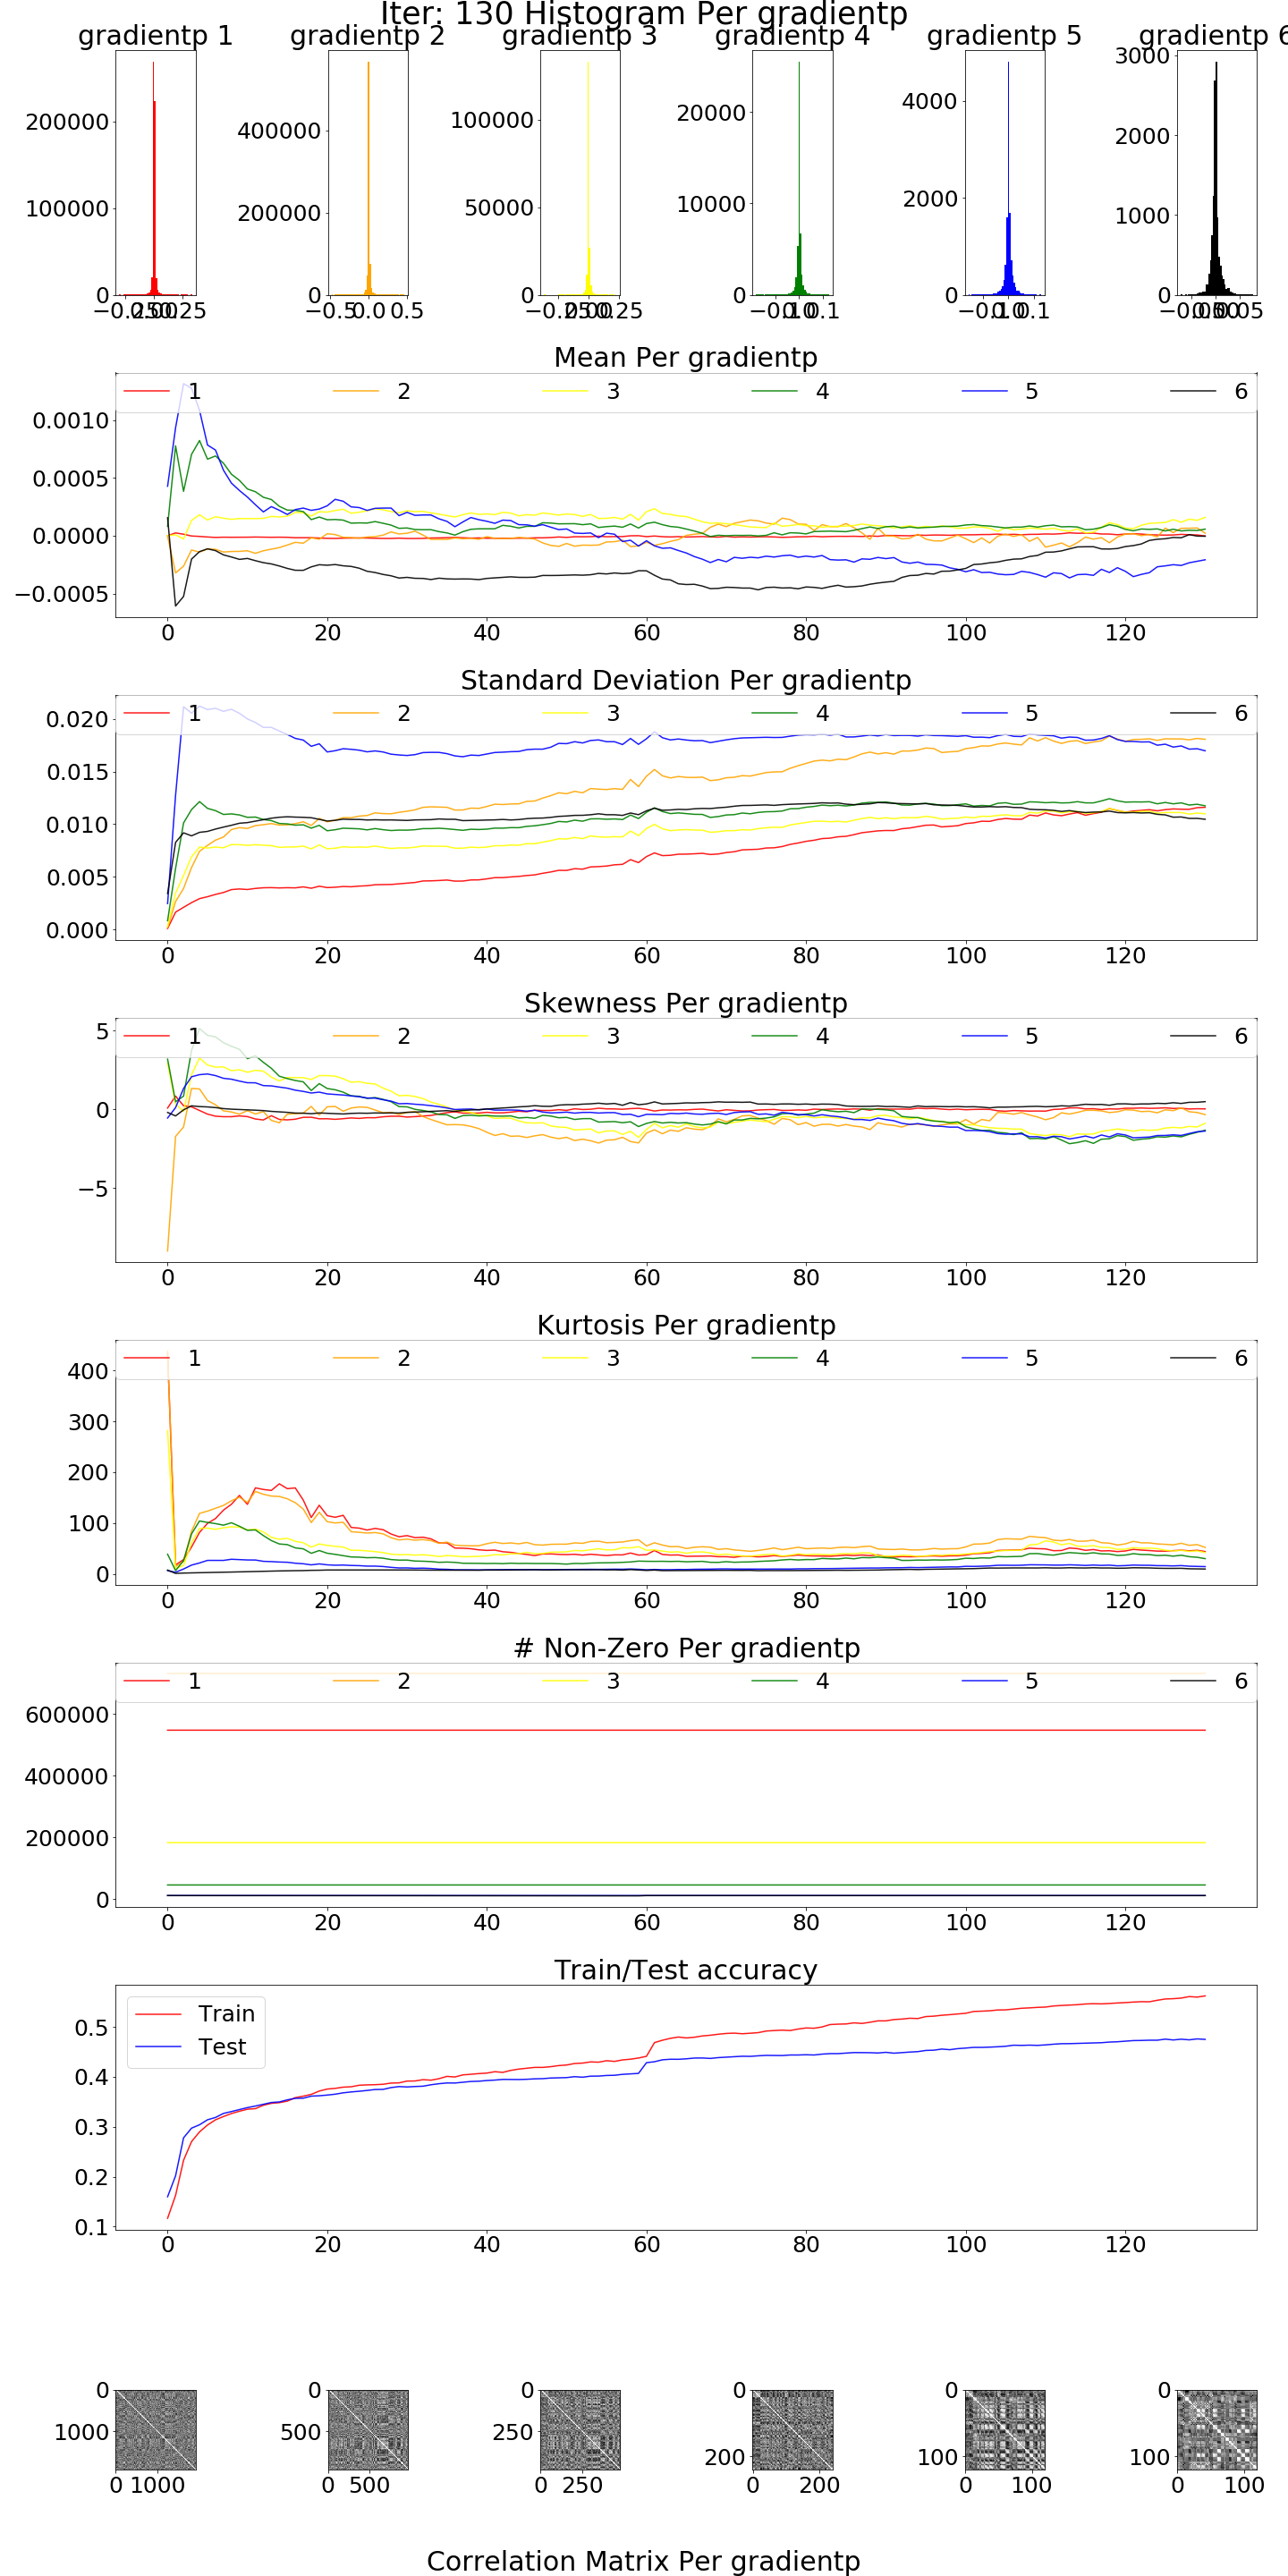 Iter: 130 Histogram Per gradientp
gradientp 1 gradientp 2 gradientp 3 gradientp 4 gradientp 5 gradientp 6
200000
100000
0
400000
200000
0
−0.5 0.0 0.5
100000
50000
0
20000
10000
0
4000
2000
0
3000
2000
1000
0
Mean Per gradientp
1 2 3 4 5 6
0.0010
0.0005
0.0000
−0.0005
0 20 40 60 80 100 120
Standard Deviation Per gradientp
1 2 3 4 5 6
0.020
0.015
0.010
0.005
0.000
0 20 40 60 80 100 120
Skewness Per gradientp
1 2 3 4 5 6
5
0
−5
0 20 40 60 80 100 120
Kurtosis Per gradientp
1 2 3 4 5 6
400
300
200
100
0
0 20 40 60 80 100 120
# Non-Zero Per gradientp
1 2 3 4 5 6
600000
400000
200000
0
0 20 40 60 80 100 120
Train/Test accuracy
Train
Test
0.5
0.4
0.3
0.2
0.1
0 20 40 60 80 100 120
0
1000
0 1000
0
500
0 500
0
250
0 250
0
200
0 200
0
100
0 100
0
100
0 100
Correlation Matrix Per gradientp